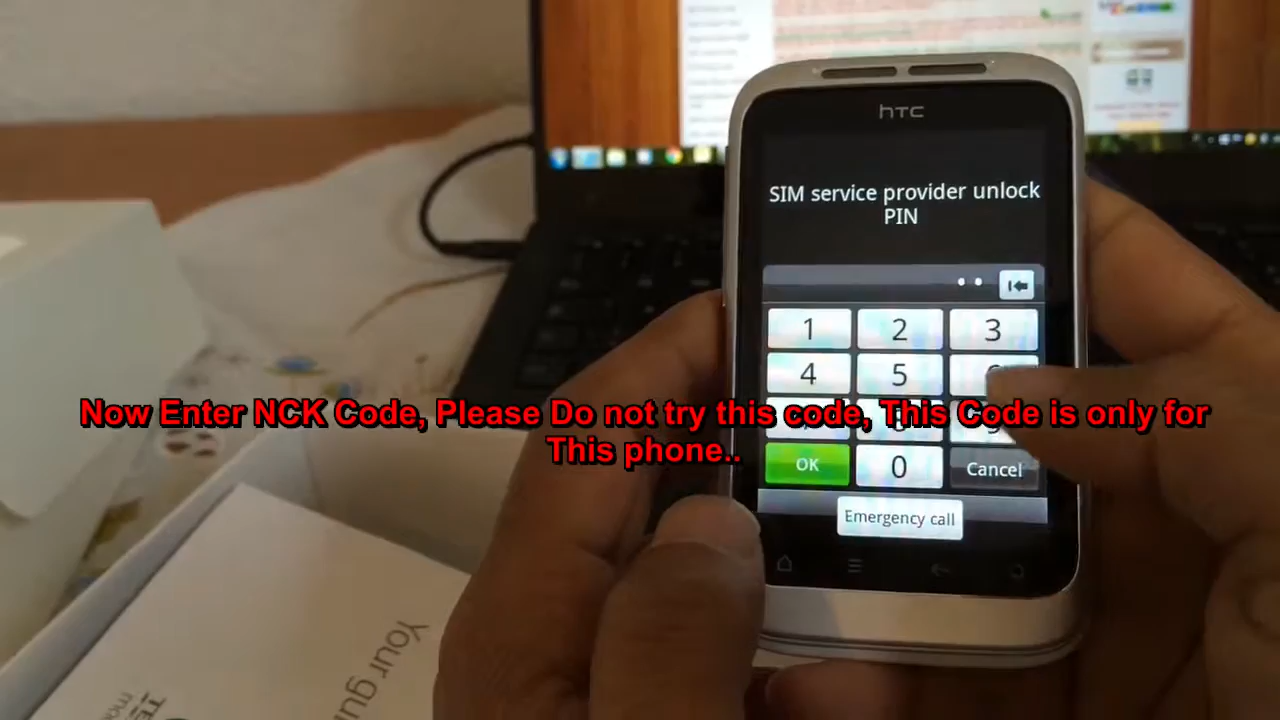 hTC
SIM service provider unlock
PIN
1 2 3
4 5
Now Enter NCK Code, Please Do not try this code, This Code is only for
This phone..
OK 0 Cancel
Emergency call
Your